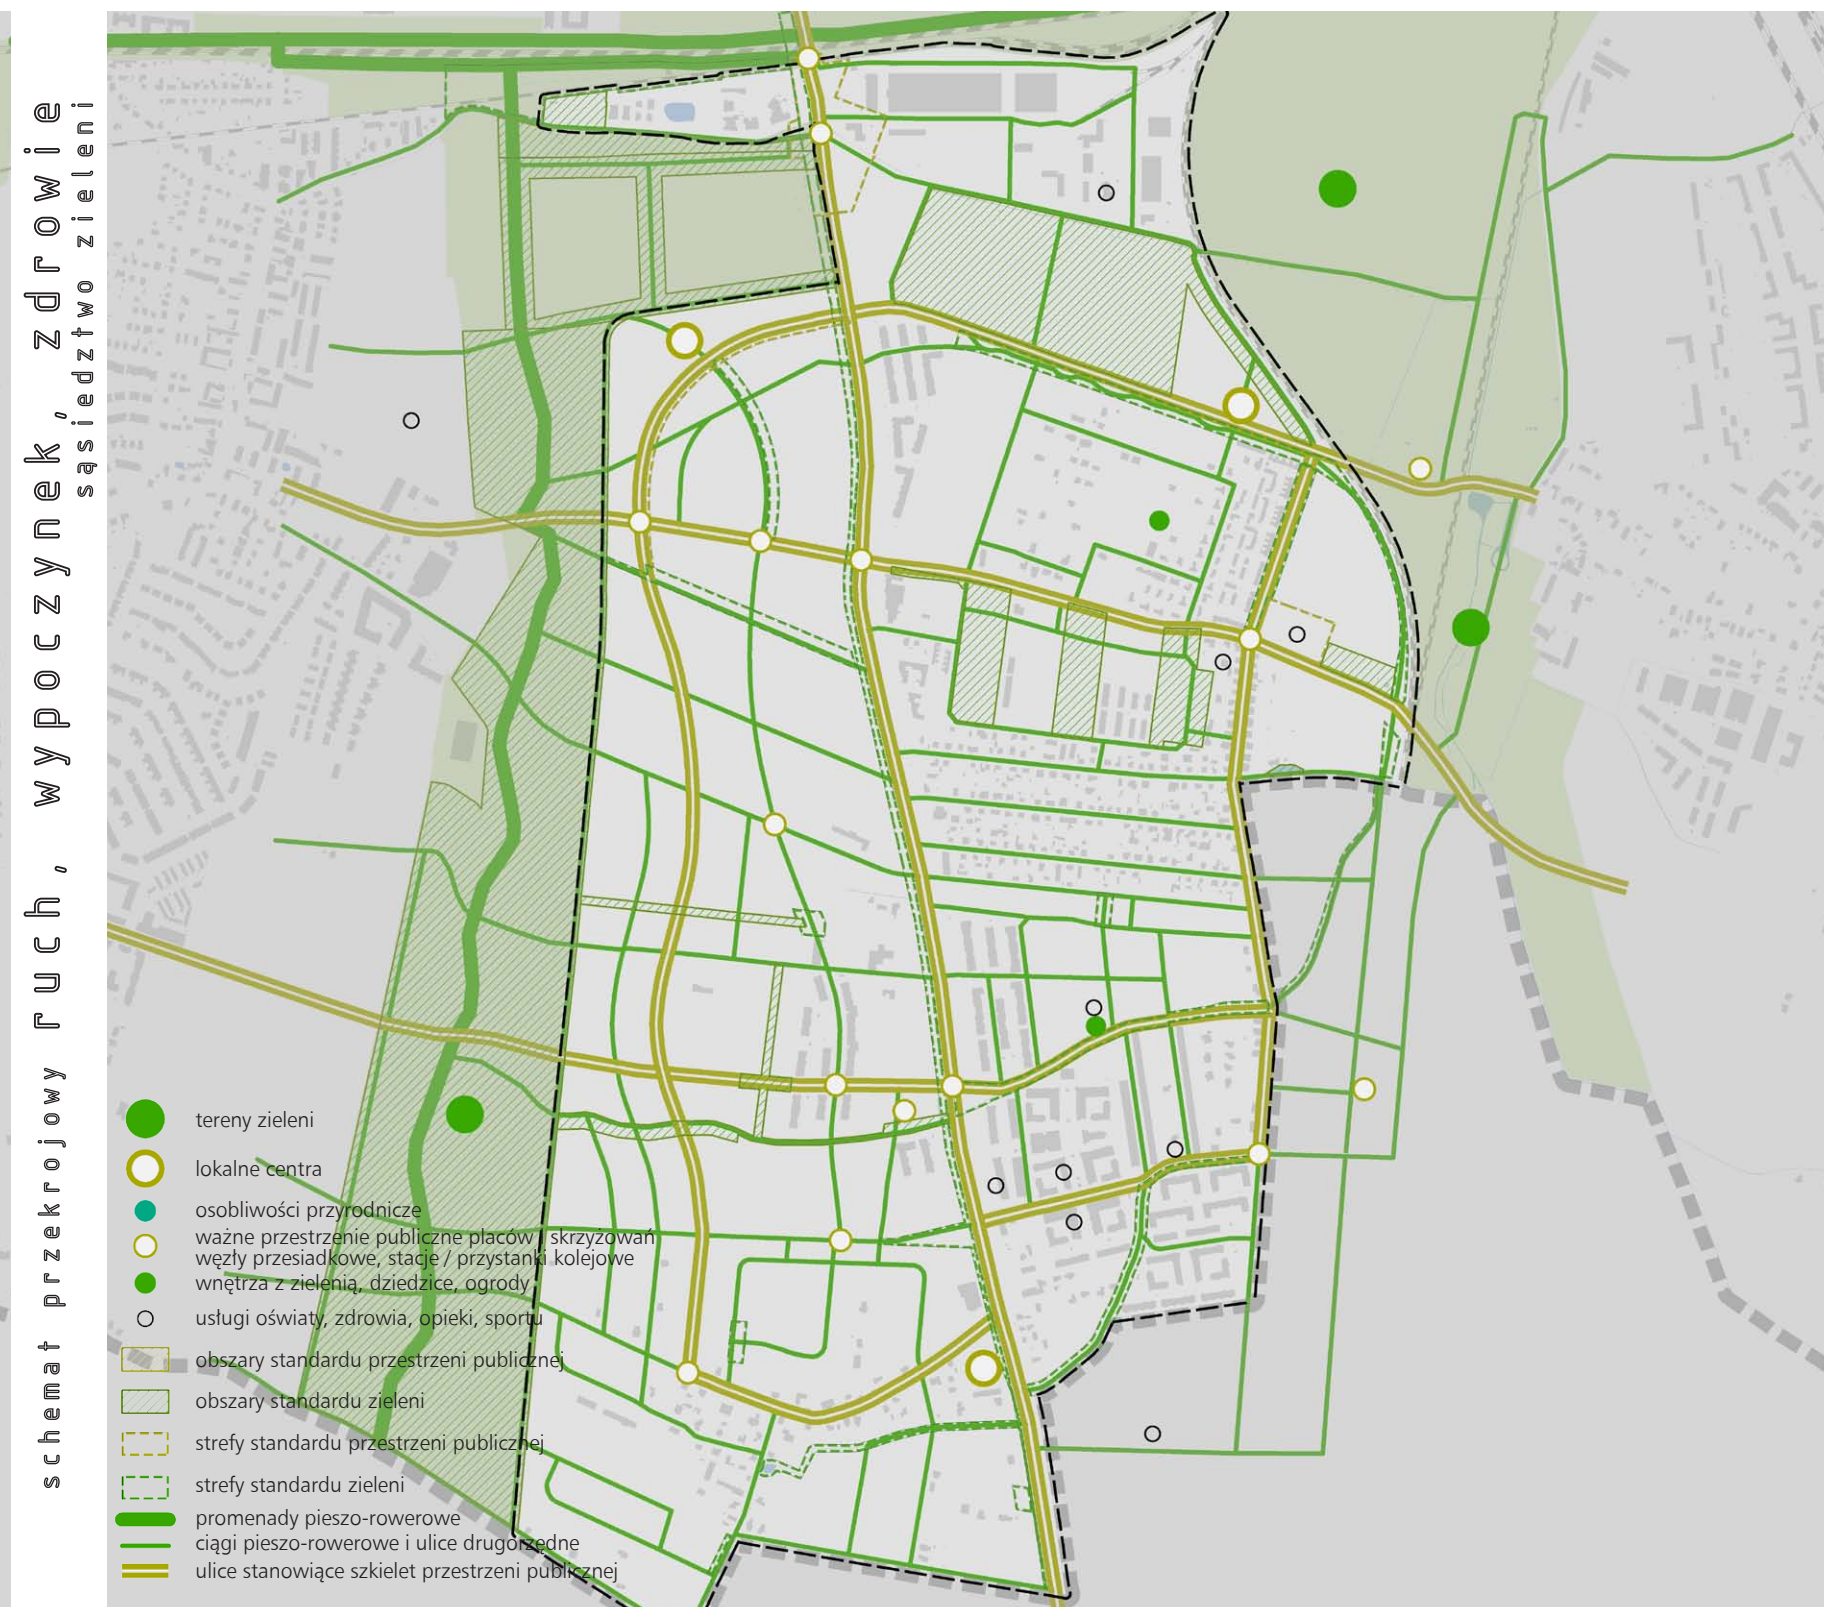 schemat przekrojowy ruch, wypoczynek, zdrowie
sąsiedztwo zieleni
tereny zieleni
lokalne centra
osobliwości przyrodnicze
ważne przestrzenie publiczne placów / skrzyżowań
węzły przesiadkowe, stacje / przystanki kolejowe
wnętrza z zielenią, dziedzice, ogrody
usługi oświaty, zdrowia, opieki, sportu
obszary standardu przestrzeni publicznej
obszary standardu zieleni
strefy standardu przestrzeni publicznej
strefy standardu zieleni
promenady pieszo-rowerowe
ciągi pieszo-rowerowe i ulice drugorzędne
ulice stanowiące szkielet przestrzeni publicznej